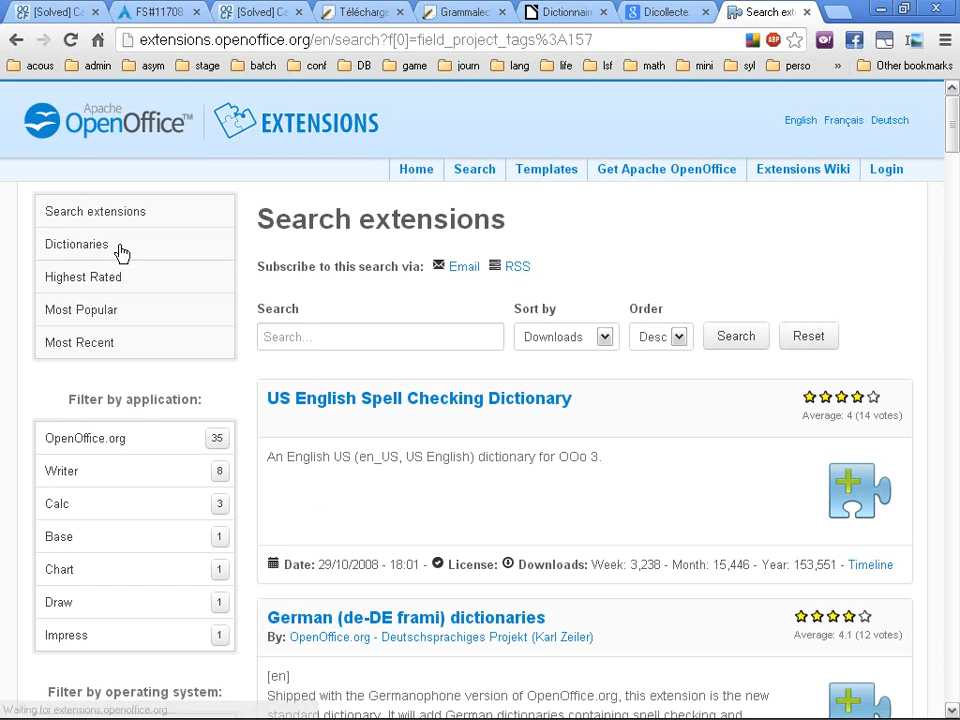 [Solved] Ca
FS#11708
[Solved] Ca
Télécharge
Grammalec
Dictionnair
Dicollecte.
Search ext
extensions.openoffice.org/en/search?f[0]=field_project_tags%3A157
acous
admin
asym
stage
batch
conf
DB
game
journ
lang
life
lsf
math
mini
syl
perso
»
Other bookmarks
Apache
OpenOffice™
EXTENSIONS
English Français Deutsch
Home Search Templates Get Apache OpenOffice Extensions Wiki Login
Search extensions
Dictionaries
Highest Rated
Most Popular
Most Recent
Filter by application:
OpenOffice.org 35
Writer 8
Calc 3
Base 1
Chart 1
Draw 1
Impress 1
Filter by operating system:
Search extensions
Subscribe to this search via: Email RSS
Search Sort by Order
Search... Downloads Desc Search Reset
US English Spell Checking Dictionary
Average: 4 (14 votes)
An English US (en_US, US English) dictionary for OOo 3.
Date: 29/10/2008 - 18:01 - License: Downloads: Week: 3,238 - Month: 15,446 - Year: 153,551 - Timeline
German (de-DE frami) dictionaries
By: OpenOffice.org - Deutschsprachiges Projekt (Karl Zeiler)
Average: 4.1 (12 votes)
[en]
Shipped with the Germanophone version of OpenOffice.org, this extension is the new
standard dictionary. It will add German dictionaries containing spell checking and
Waiting for extensions.openoffice.org...